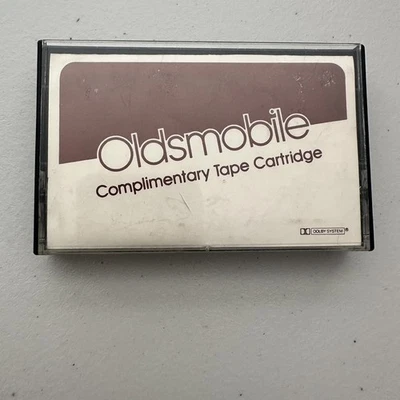 Oldsmobile
Complimentary Tape Cartridge
DOLBY SYSTEM ®